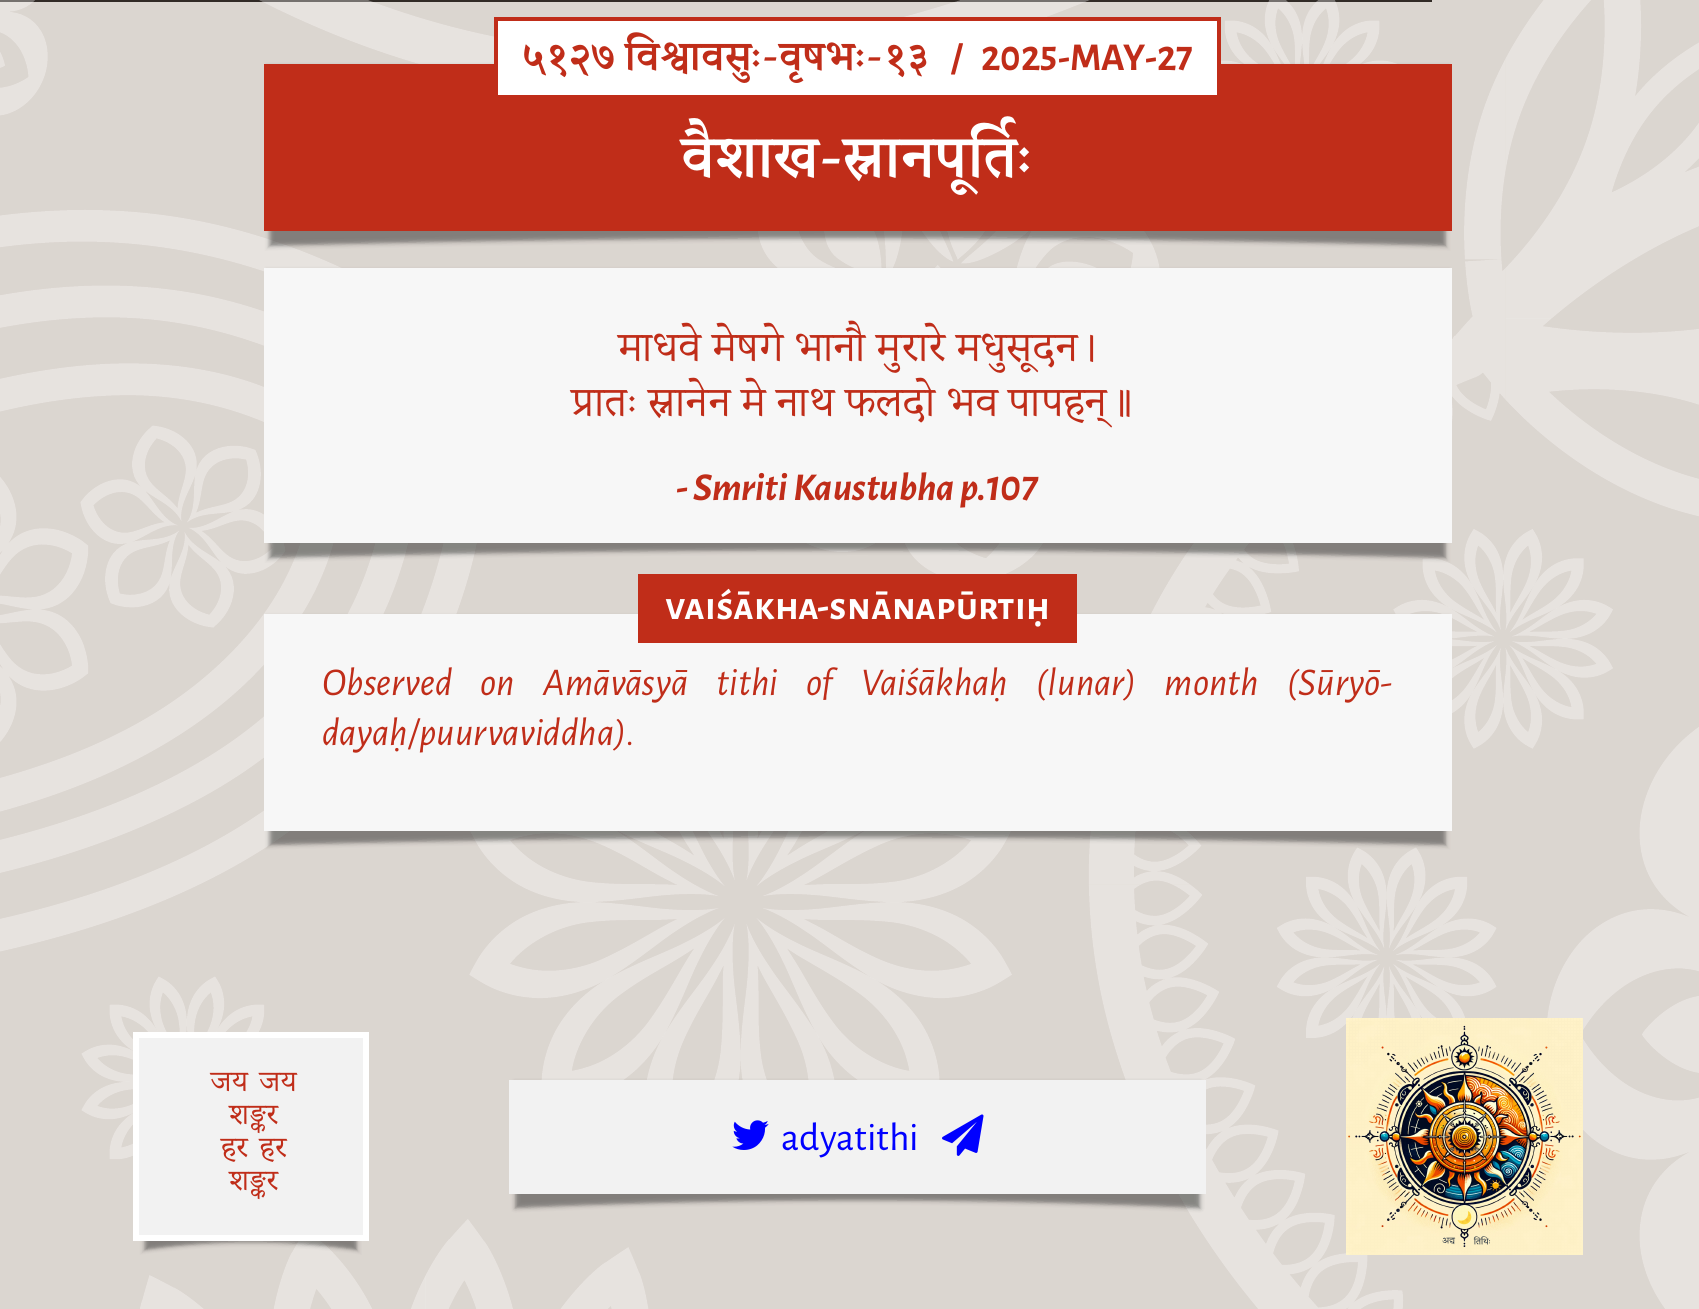 ५१२७ विश्वावसुः-वृषभः-१३ / 2025-MAY-27
वैशाख-स्नानपूर्तिः
माधवे मेषगे भानौ मुरारे मधुसूदन।
प्रातः स्नानेन मे नाथ फलदो भव पापहन्॥
- Smriti Kaustubha p.107
VAIŚĀKHA-SNĀNAPŪRTIḤ
Observed on Amāvāsyā tithi of Vaiśākhaḥ (lunar) month (Sūryō-
dayaḥ/puurvaviddha).
जय जय
शङ्कर
हर हर
शङ्कर
adyatithi
अद्य तिथिः